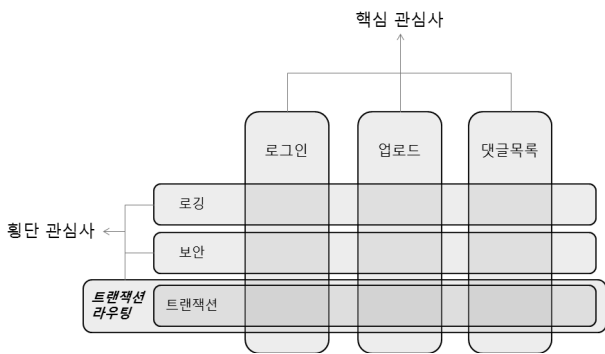 핵심 관심사
로그인
업로드
댓글목록
로깅
횡단 관심사
보안
트랜잭션
라우팅
트랜잭션